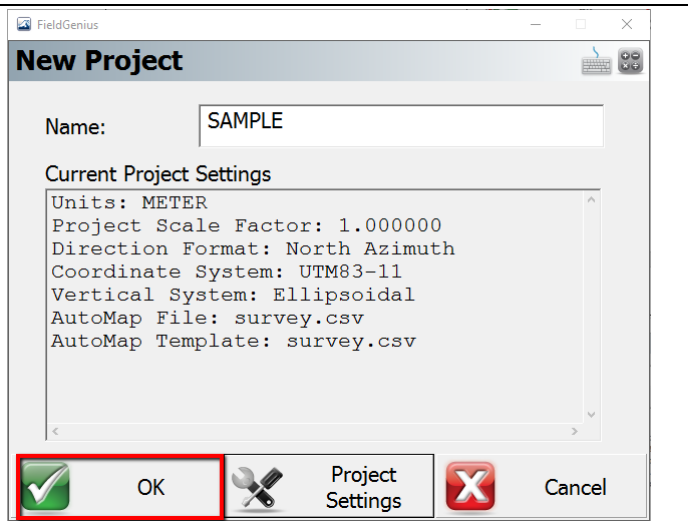 FieldGenius
New Project
Name:
SAMPLE
Current Project Settings
Units: METER
Project Scale Factor: 1.000000
Direction Format: North Azimuth
Coordinate System: UTM83-11
Vertical System: Ellipsoidal
AutoMap File: survey.csv
AutoMap Template: survey.csv
OK
Project
Settings
Cancel